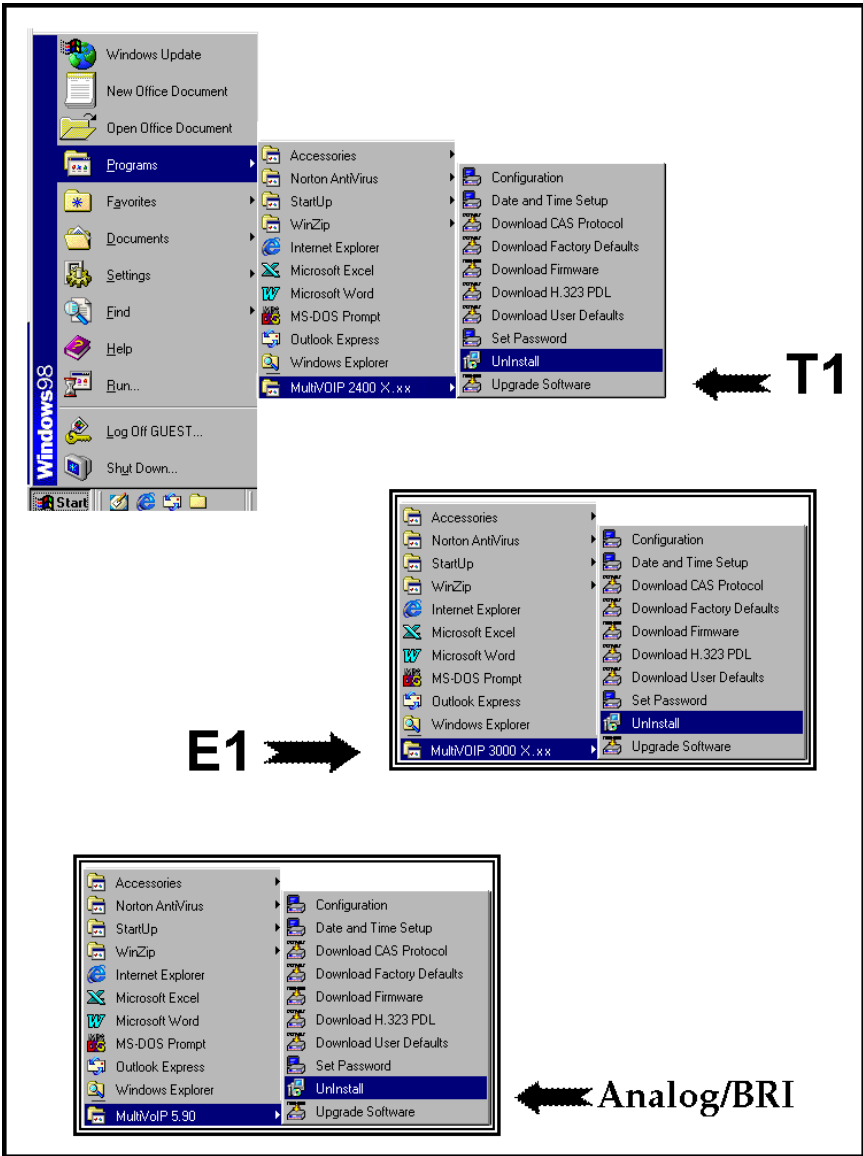 Windows98
Windows Update
New Office Document
Open Office Document
Programs
Favorites
Documents
Settings
Find
Help
Run...
Log Off GUEST...
Shut Down...
Start
Accessories
Norton AntiVirus
StartUp
WinZip
Internet Explorer
Microsoft Excel
Microsoft Word
MS-DOS Prompt
Outlook Express
Windows Explorer
MultiVOIP 2400 X.xx
Configuration
Date and Time Setup
Download CAS Protocol
Download Factory Defaults
Download Firmware
Download H.323 PDL
Download User Defaults
Set Password
UnInstall
Upgrade Software
T1
Accessories
Norton AntiVirus
StartUp
WinZip
Internet Explorer
Microsoft Excel
Microsoft Word
MS-DOS Prompt
Outlook Express
Windows Explorer
MultiVOIP 3000 X.xx
Configuration
Date and Time Setup
Download CAS Protocol
Download Factory Defaults
Download Firmware
Download H.323 PDL
Download User Defaults
Set Password
UnInstall
Upgrade Software
E1
Accessories
Norton AntiVirus
StartUp
WinZip
Internet Explorer
Microsoft Excel
Microsoft Word
MS-DOS Prompt
Outlook Express
Windows Explorer
MultiVoIP 5.90
Configuration
Date and Time Setup
Download CAS Protocol
Download Factory Defaults
Download Firmware
Download H.323 PDL
Download User Defaults
Set Password
UnInstall
Upgrade Software
Analog/BRI